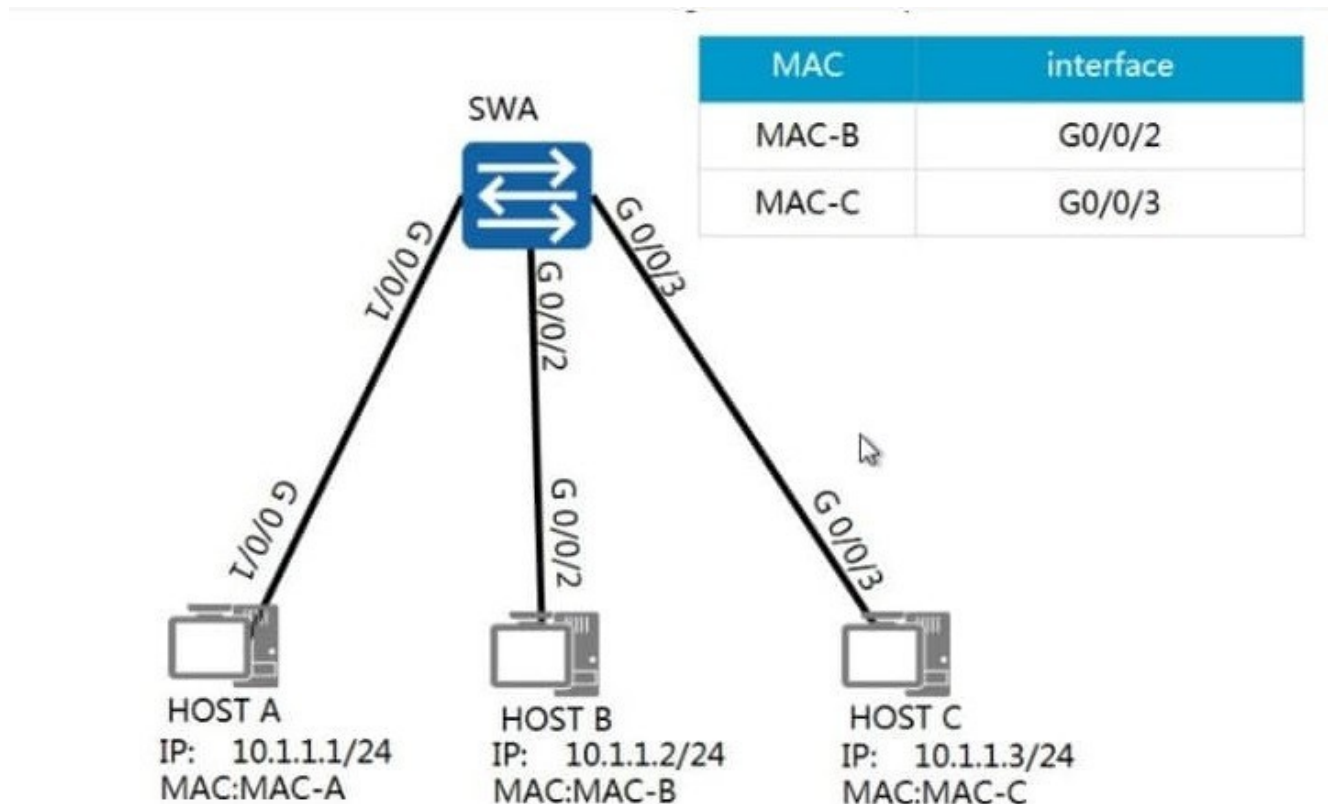 MAC interface
MAC-B G0/0/2
MAC-C G0/0/3
SWA
G 0/0/1
G 0/0/2
G 0/0/3
G 0/0/1
G 0/0/2
G 0/0/3
HOST A
IP: 10.1.1.1/24
MAC:MAC-A
HOST B
IP: 10.1.1.2/24
MAC:MAC-B
HOST C
IP: 10.1.1.3/24
MAC:MAC-C